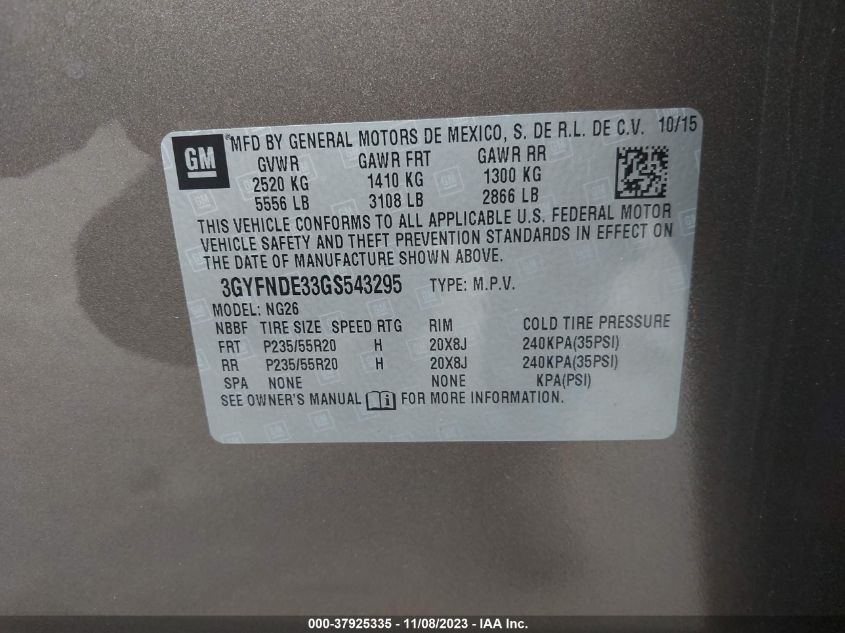 GM ® MFD BY GENERAL MOTORS DE MEXICO, S. DE R.L. DE C.V. 10/15
GVWR GAWR FRT GAWR RR
2520 KG 1410 KG 1300 KG
5556 LB 3108 LB 2866 LB
THIS VEHICLE CONFORMS TO ALL APPLICABLE U.S. FEDERAL MOTOR
VEHICLE SAFETY AND THEFT PREVENTION STANDARDS IN EFFECT ON
THE DATE OF MANUFACTURE SHOWN ABOVE.
3GYFNDE33GS543295 TYPE: M.P.V.
MODEL: NG26
NBBF TIRE SIZE SPEED RTG RIM COLD TIRE PRESSURE
FRT P235/55R20 H 20X8J 240KPA(35PSI)
RR P235/55R20 H 20X8J 240KPA(35PSI)
SPA NONE NONE KPA(PSI)
SEE OWNER'S MANUAL FOR MORE INFORMATION.
000-37925335 - 11/08/2023 - IAA Inc.